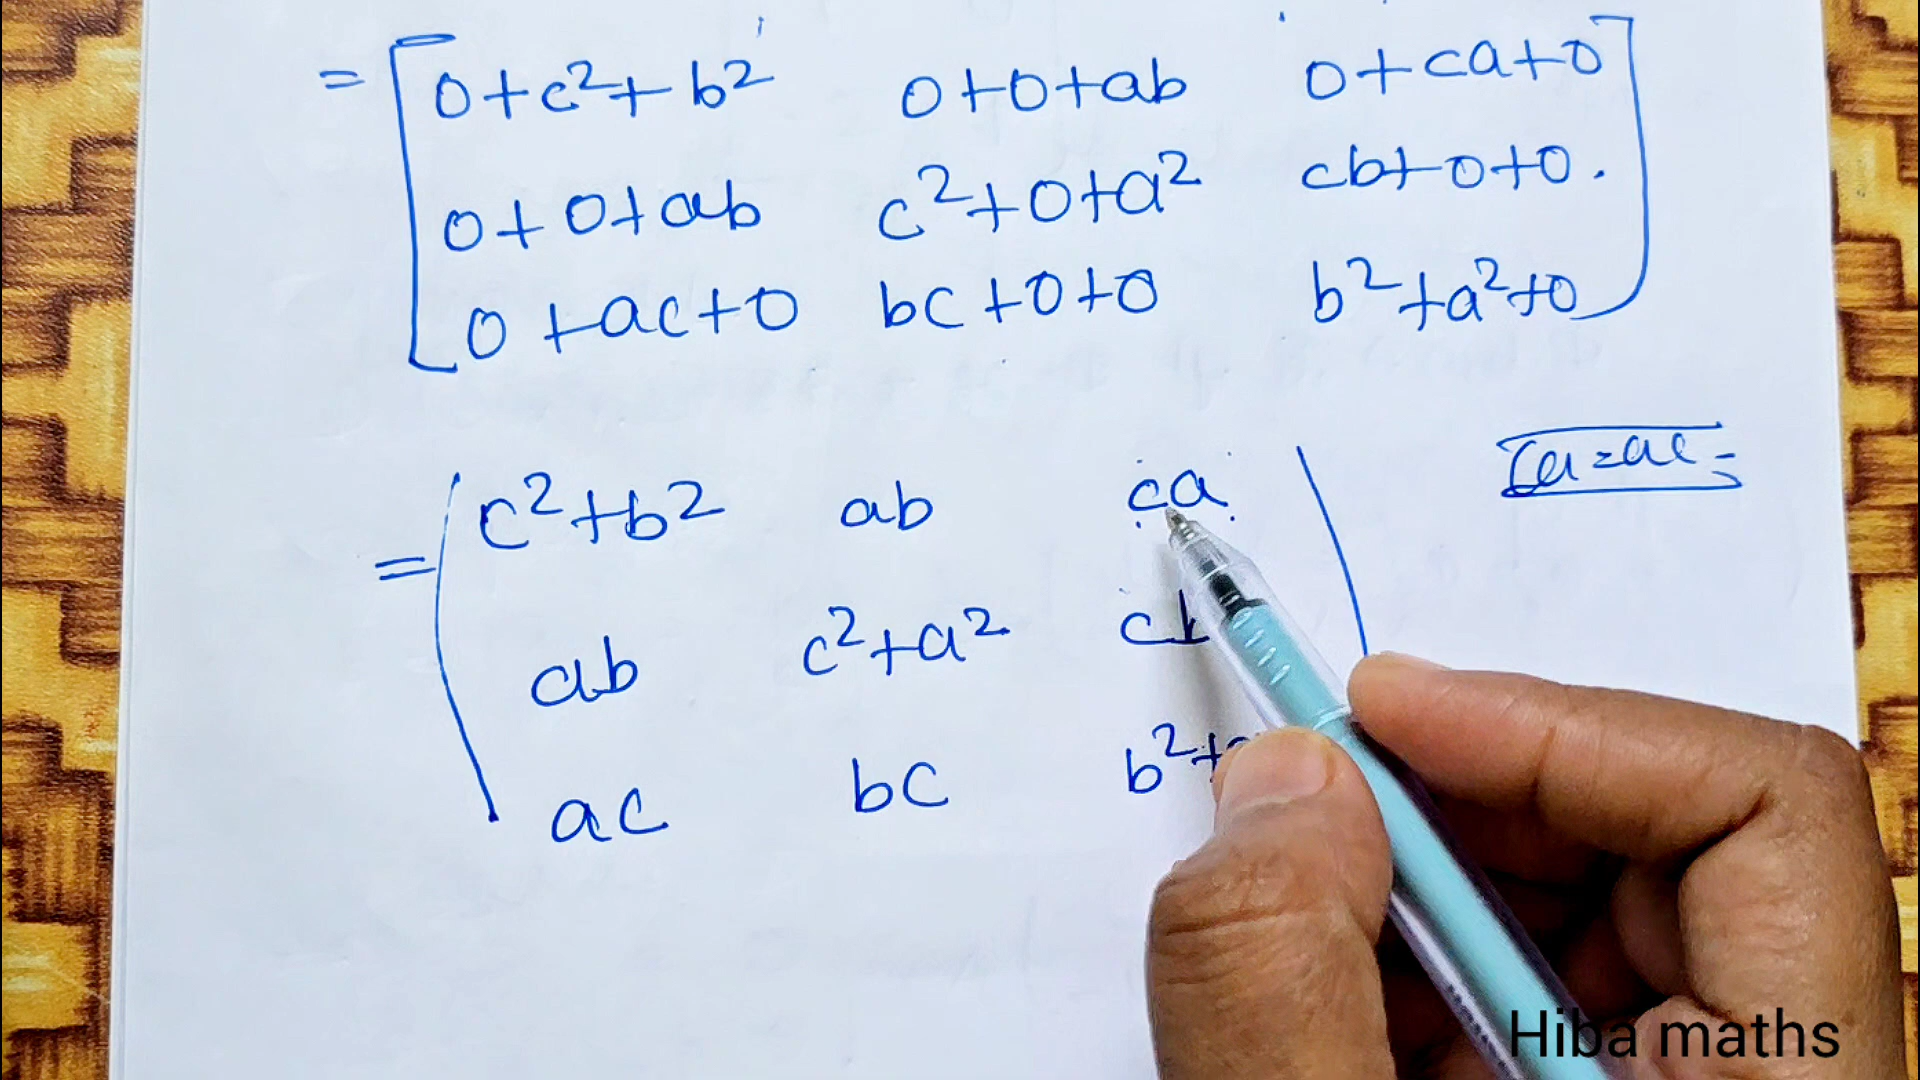 = [ 0+c²+b² 0+0+ab 0+ca+0 ]
0+0+ab c²+0+a² cb+0+0.
0+ac+0 bc+0+0 b²+a²+0
= c²+b² ab ca ca=ac
ab c²+a²
ac bc b²+
Hiba maths